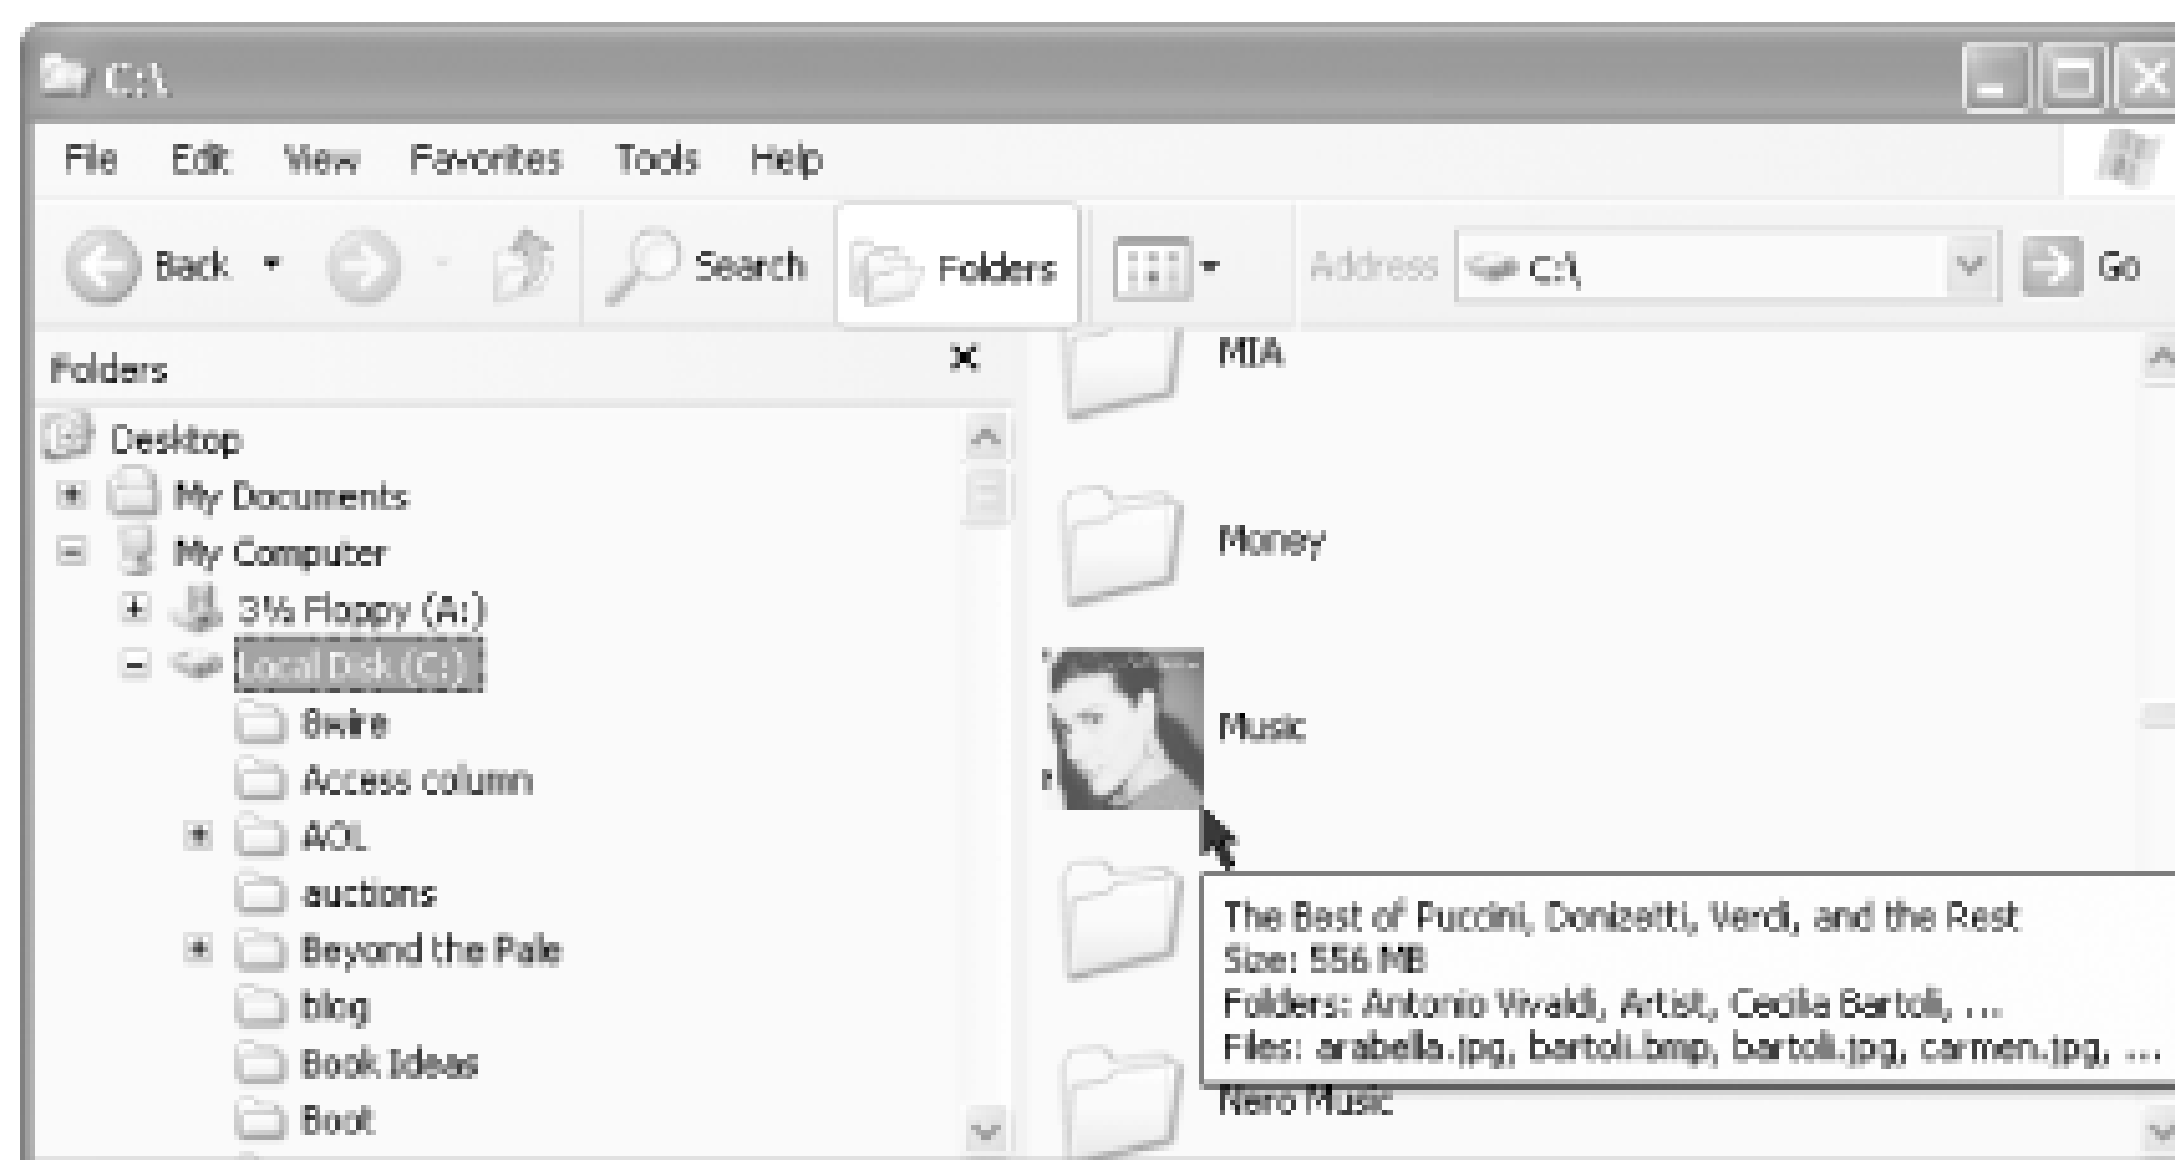 C:\
File Edit View Favorites Tools Help
Back Search Folders Address C:\ Go
Folders
Desktop
My Documents
My Computer
3½ Floppy (A:)
Local Disk (C:)
8wire
Access column
AOL
auctions
Beyond the Pale
blog
Book Ideas
Boot
MIA
Money
Music
The Best of Puccini, Donizetti, Verdi, and the Rest
Size: 556 MB
Folders: Antonio Vivaldi, Artist, Cecilia Bartoli, ...
Files: arabella.jpg, bartoli.bmp, bartoli.jpg, carmen.jpg, ...
Nero Music